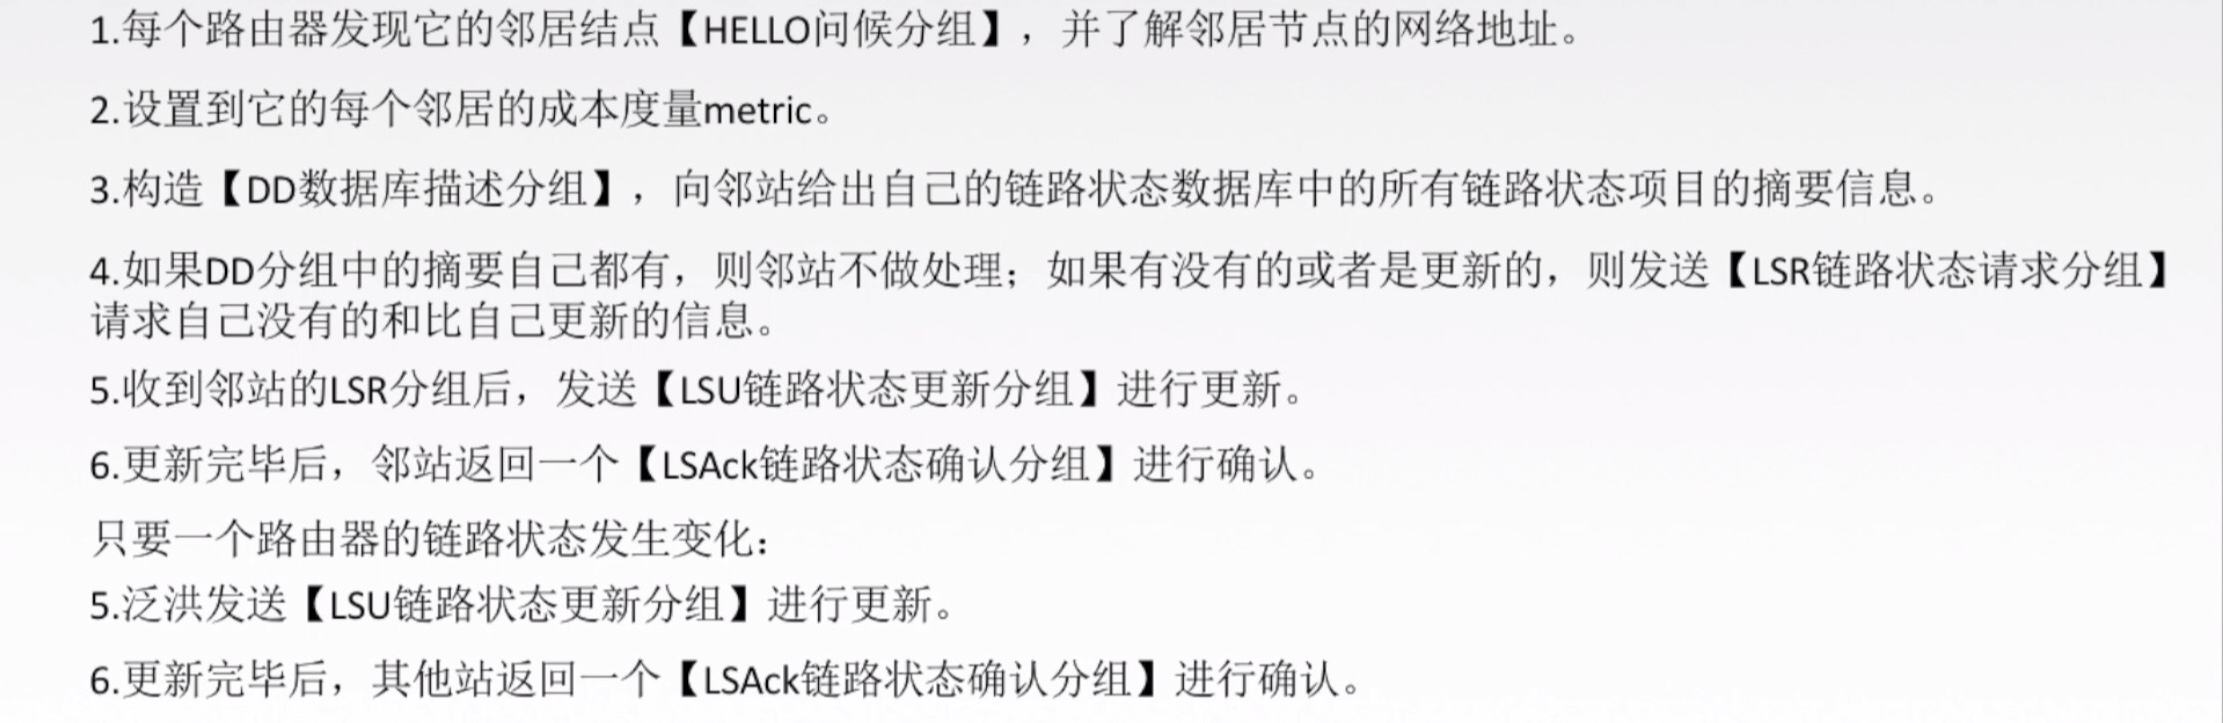 1.每个路由器发现它的邻居结点【HELLO问候分组】，并了解邻居节点的网络地址。
2.设置到它的每个邻居的成本度量metric。
3.构造【DD数据库描述分组】，向邻站给出自己的链路状态数据库中的所有链路状态项目的摘要信息。
4.如果DD分组中的摘要自己都有，则邻站不做处理；如果有没有的或者是更新的，则发送【LSR链路状态请求分组】
请求自己没有的和比自己更新的信息。
5.收到邻站的LSR分组后，发送【LSU链路状态更新分组】进行更新。
6.更新完毕后，邻站返回一个【LSAck链路状态确认分组】进行确认。
只要一个路由器的链路状态发生变化：
5.泛洪发送【LSU链路状态更新分组】进行更新。
6.更新完毕后，其他站返回一个【LSAck链路状态确认分组】进行确认。